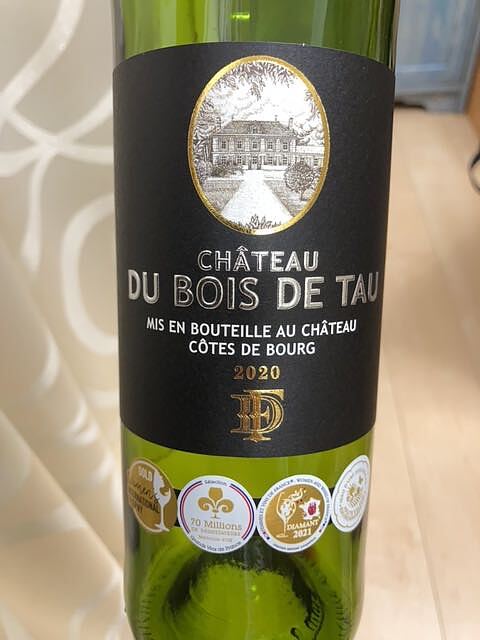 CHÂTEAU
DU BOIS DE TAU
MIS EN BOUTEILLE AU CHÂTEAU
CÔTES DE BOURG
2020
GOLD
Sélection
70 Millions
DIAMANT
2021